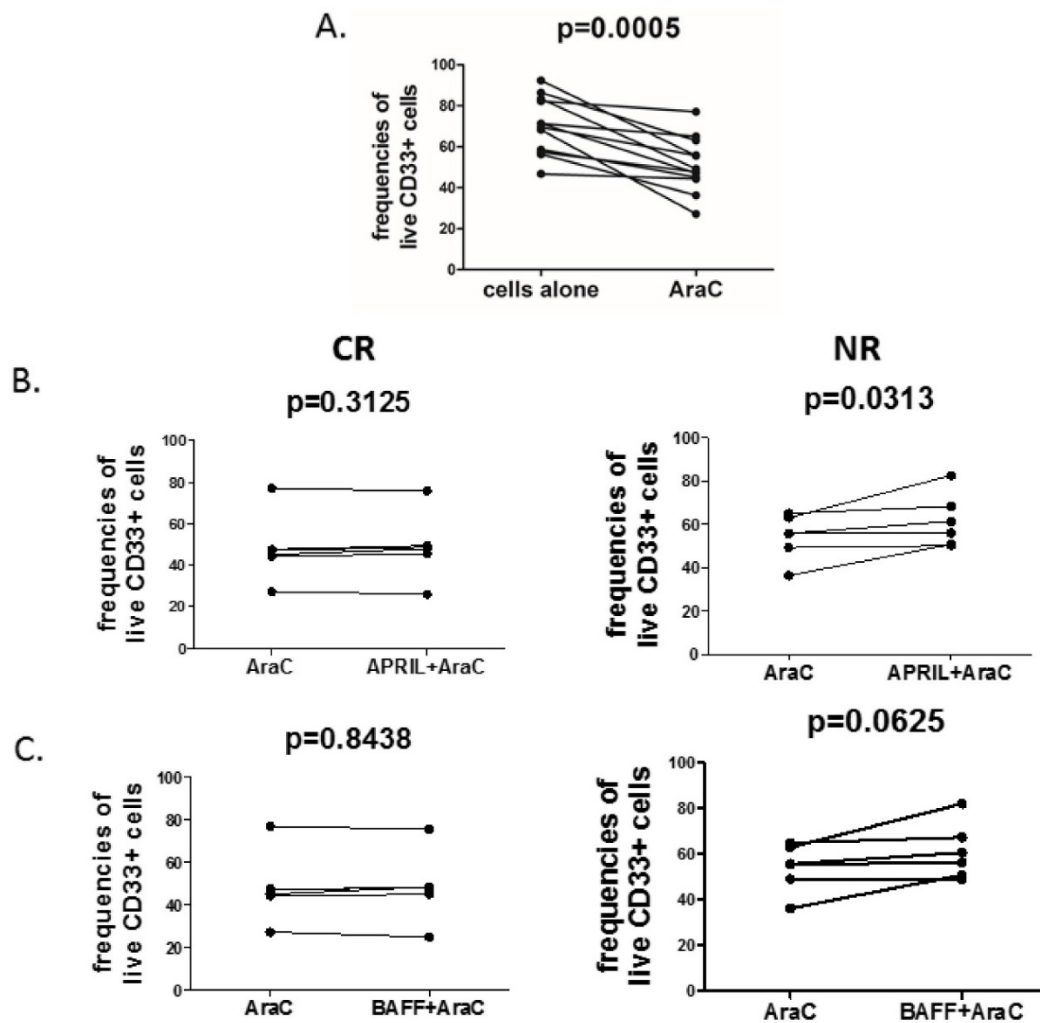 A.
p=0.0005
frequencies of
live CD33+ cells
100
80
60
40
20
0
cells alone AraC
CR NR
B.
p=0.3125
frequencies of
live CD33+ cells
100
80
60
40
20
0
AraC APRIL+AraC
p=0.0313
frequencies of
live CD33+ cells
100
80
60
40
20
0
AraC APRIL+AraC
C.
p=0.8438
frequencies of
live CD33+ cells
100
80
60
40
20
0
AraC BAFF+AraC
p=0.0625
frequencies of
live CD33+ cells
100
80
60
40
20
0
AraC BAFF+AraC